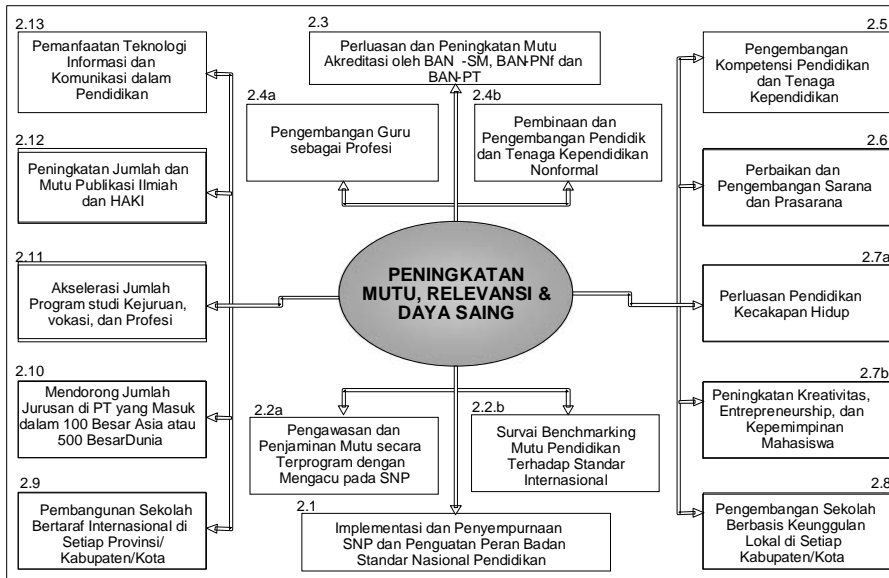 2.13
Pemanfaatan Teknologi
Informasi dan
Komunikasi dalam
Pendidikan
2.3
Perluasan dan Peningkatan Mutu
Akreditasi oleh BAN -SM, BAN-PNf dan
BAN-PT
2.5
Pengembangan
Kompetensi Pendidikan
dan Tenaga
Kependidikan
2.4a
Pengembangan Guru
sebagai Profesi
2.4b
Pembinaan dan
Pengembangan Pendidik
dan Tenaga Kependidikan
Nonformal
2.12
Peningkatan Jumlah dan
Mutu Publikasi Ilmiah
dan HAKI
2.6
Perbaikan dan
Pengembangan Sarana
dan Prasarana
2.11
Akselerasi Jumlah
Program studi Kejuruan,
vokasi, dan Profesi
PENINGKATAN
MUTU, RELEVANSI &
DAYA SAING
2.7a
Perluasan Pendidikan
Kecakapan Hidup
2.10
Mendorong Jumlah
Jurusan di PT yang Masuk
dalam 100 Besar Asia atau
500 BesarDunia
2.2a
Pengawasan dan
Penjaminan Mutu secara
Terprogram dengan
Mengacu pada SNP
2.2.b
Survai Benchmarking
Mutu Pendidikan
Terhadap Standar
Internasional
2.7b
Peningkatan Kreativitas,
Entrepreneurship, dan
Kepemimpinan
Mahasiswa
2.9
Pembangunan Sekolah
Bertaraf Internasional di
Setiap Provinsi/
Kabupaten/Kota
2.1
Implementasi dan Penyempurnaan
SNP dan Penguatan Peran Badan
Standar Nasional Pendidikan
2.8
Pengembangan Sekolah
Berbasis Keunggulan
Lokal di Setiap
Kabupaten/Kota